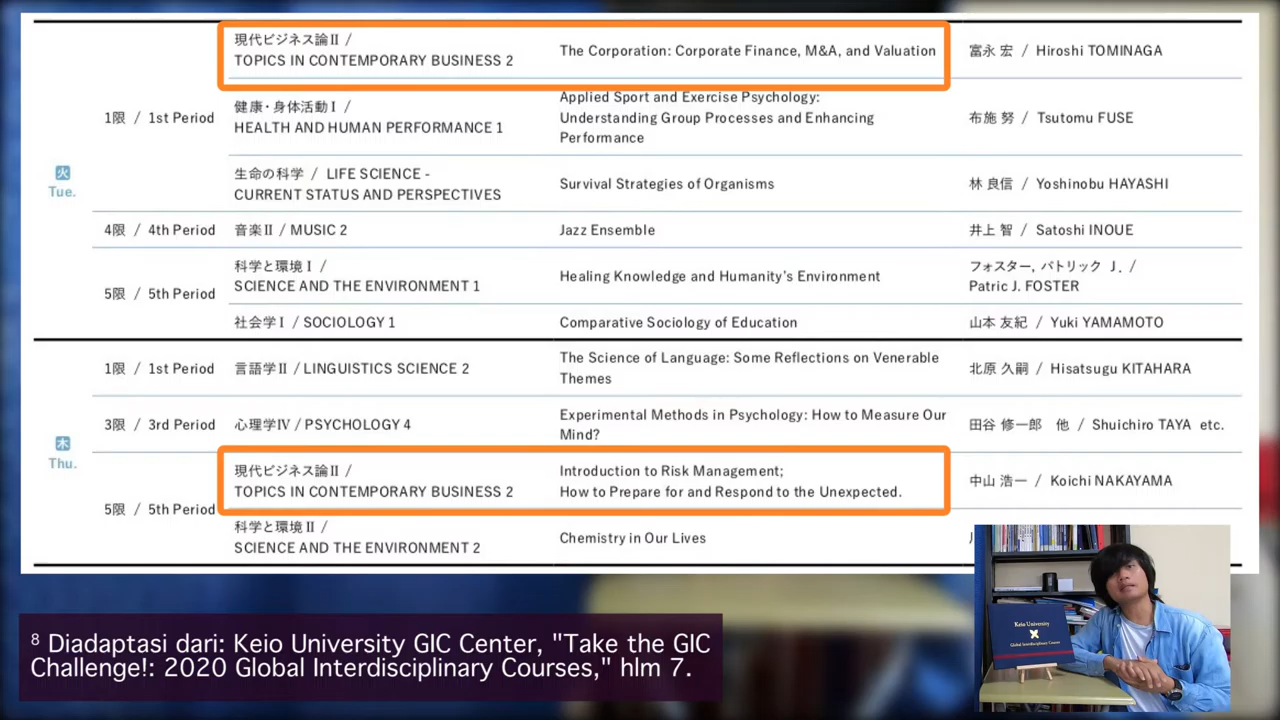 現代ビジネス論Ⅱ /
TOPICS IN CONTEMPORARY BUSINESS 2
The Corporation: Corporate Finance, M&A, and Valuation
富永 宏 / Hiroshi TOMINAGA
火
Tue.
1限 / 1st Period
健康・身体活動Ⅰ /
HEALTH AND HUMAN PERFORMANCE 1
Applied Sport and Exercise Psychology:
Understanding Group Processes and Enhancing
Performance
布施 努 / Tsutomu FUSE
生命の科学 / LIFE SCIENCE -
CURRENT STATUS AND PERSPECTIVES
Survival Strategies of Organisms
林 良信 / Yoshinobu HAYASHI
4限 / 4th Period
音楽Ⅱ / MUSIC 2
Jazz Ensemble
井上 智 / Satoshi INOUE
5限 / 5th Period
科学と環境Ⅰ /
SCIENCE AND THE ENVIRONMENT 1
Healing Knowledge and Humanity's Environment
フォスター, パトリック J. /
Patric J. FOSTER
社会学Ⅰ / SOCIOLOGY 1
Comparative Sociology of Education
山本 友紀 / Yuki YAMAMOTO
木
Thu.
1限 / 1st Period
言語学Ⅱ / LINGUISTICS SCIENCE 2
The Science of Language: Some Reflections on Venerable
Themes
北原 久嗣 / Hisatsugu KITAHARA
3限 / 3rd Period
心理学Ⅳ / PSYCHOLOGY 4
Experimental Methods in Psychology: How to Measure Our
Mind?
田谷 修一郎 他 / Shuichiro TAYA etc.
5限 / 5th Period
現代ビジネス論Ⅱ /
TOPICS IN CONTEMPORARY BUSINESS 2
Introduction to Risk Management;
How to Prepare for and Respond to the Unexpected.
中山 浩一 / Koichi NAKAYAMA
科学と環境Ⅱ /
SCIENCE AND THE ENVIRONMENT 2
Chemistry in Our Lives
Keio University
Global Interdisciplinary Courses
⁸ Diadaptasi dari: Keio University GIC Center, "Take the GIC
Challenge!: 2020 Global Interdisciplinary Courses," hlm 7.